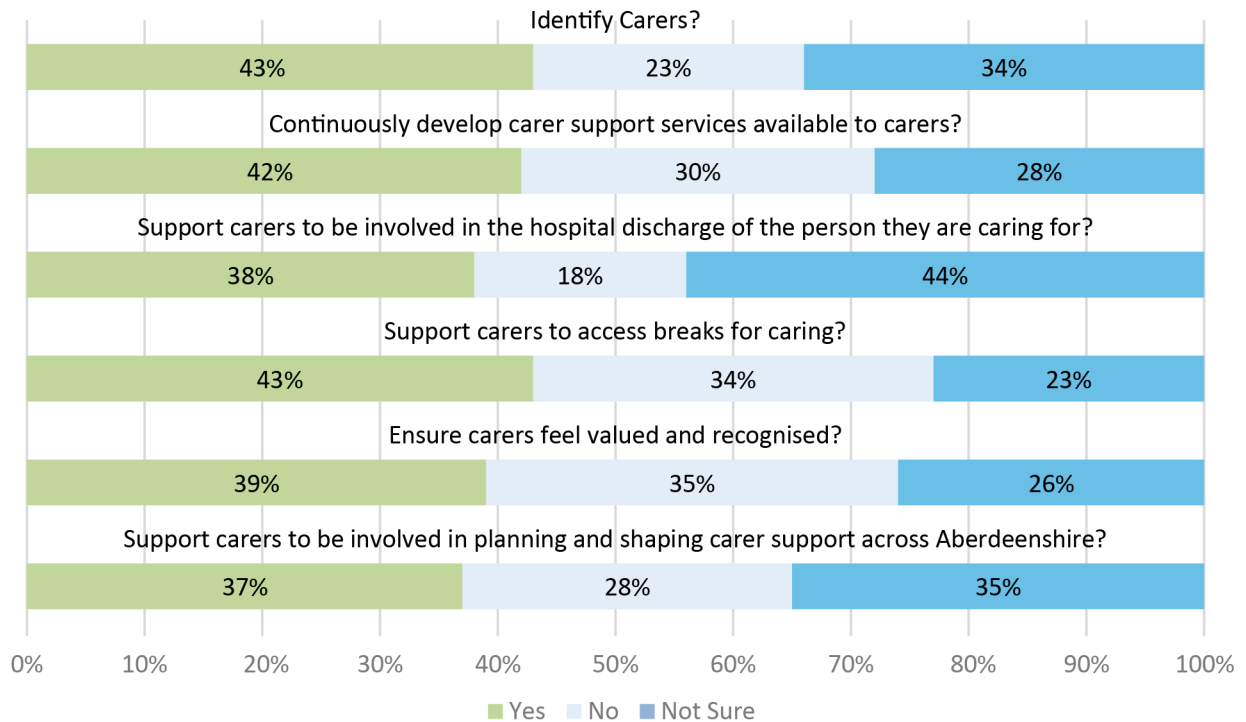 Identify Carers?
43% 23% 34%
Continuously develop carer support services available to carers?
42% 30% 28%
Support carers to be involved in the hospital discharge of the person they are caring for?
38% 18% 44%
Support carers to access breaks for caring?
43% 34% 23%
Ensure carers feel valued and recognised?
39% 35% 26%
Support carers to be involved in planning and shaping carer support across Aberdeenshire?
37% 28% 35%
0% 10% 20% 30% 40% 50% 60% 70% 80% 90% 100%
Yes No Not Sure